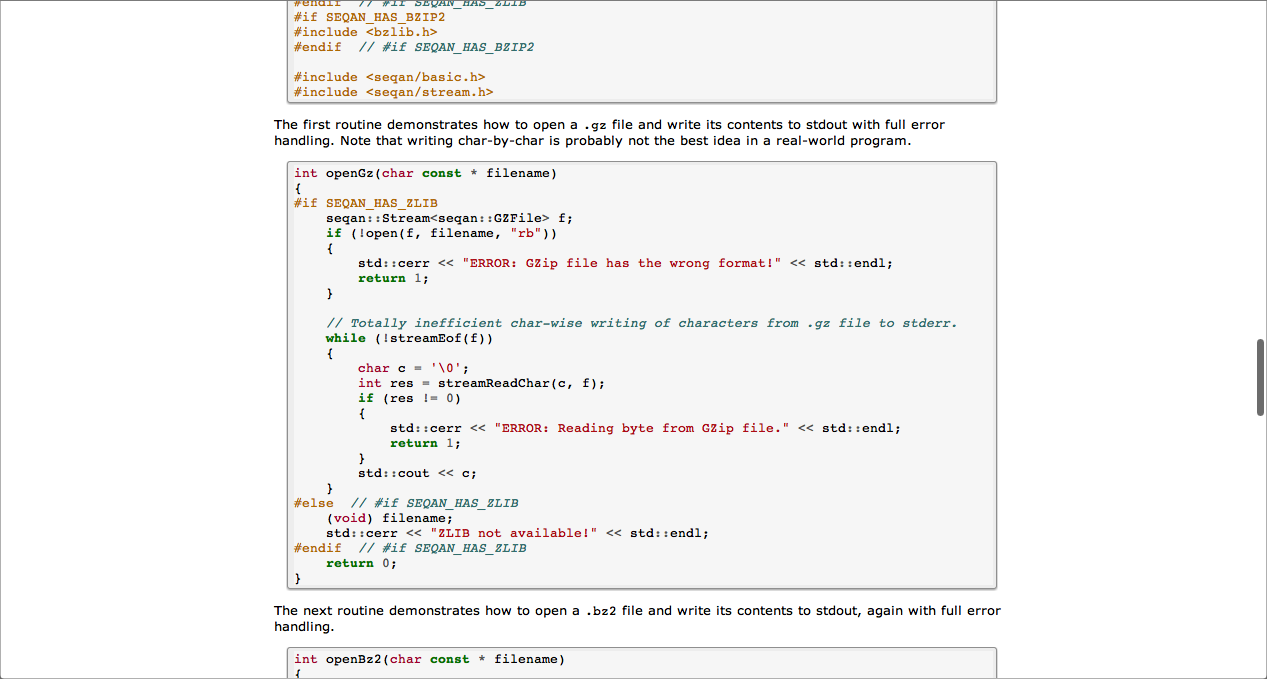 #endif  // #if SEQAN_HAS_ZLIB
#if SEQAN_HAS_BZIP2
#include <bzlib.h>
#endif  // #if SEQAN_HAS_BZIP2

#include <seqan/basic.h>
#include <seqan/stream.h>
The first routine demonstrates how to open a .gz file and write its contents to stdout with full error
handling. Note that writing char-by-char is probably not the best idea in a real-world program.
int openGz(char const * filename)
{
#if SEQAN_HAS_ZLIB
    seqan::Stream<seqan::GZFile> f;
    if (!open(f, filename, "rb"))
    {
        std::cerr << "ERROR: GZip file has the wrong format!" << std::endl;
        return 1;
    }

    // Totally inefficient char-wise writing of characters from .gz file to stderr.
    while (!streamEof(f))
    {
        char c = '\0';
        int res = streamReadChar(c, f);
        if (res != 0)
        {
            std::cerr << "ERROR: Reading byte from GZip file." << std::endl;
            return 1;
        }
        std::cout << c;
    }
#else  // #if SEQAN_HAS_ZLIB
    (void) filename;
    std::cerr << "ZLIB not available!" << std::endl;
#endif  // #if SEQAN_HAS_ZLIB
    return 0;
}
The next routine demonstrates how to open a .bz2 file and write its contents to stdout, again with full error
handling.
int openBz2(char const * filename)
{